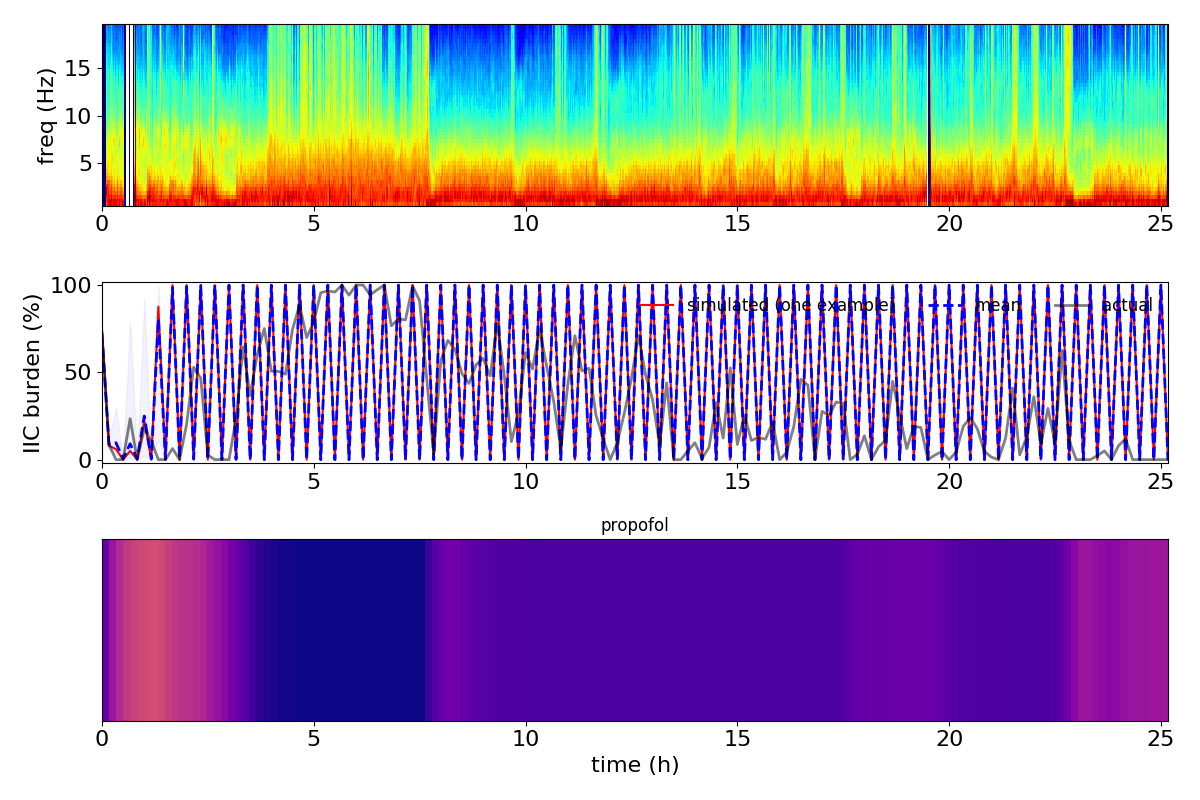 freq (Hz)
15
10
5
0 5 10 15 20 25
IIC burden (%)
100
50
0
simulated (one example) mean actual
0 5 10 15 20 25
propofol
0 5 10 15 20 25
time (h)